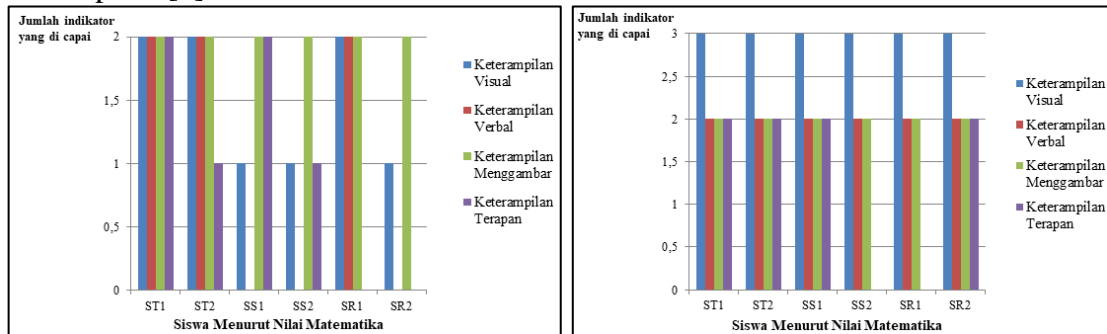 Jumlah indikator
yang di capai
2
1,5
1
0,5
0
ST1 ST2 SS1 SS2 SR1 SR2
Siswa Menurut Nilai Matematika
Keterampilan
Visual
Keterampilan
Verbal
Keterampilan
Menggambar
Keterampilan
Terapan
Jumlah indikator
yang di capai
3
2,5
2
1,5
1
0,5
0
ST1 ST2 SS1 SS2 SR1 SR2
Siswa Menurut Nilai Matematika
Keterampilan
Visual
Keterampilan
Verbal
Keterampilan
Menggambar
Keterampilan
Terapan